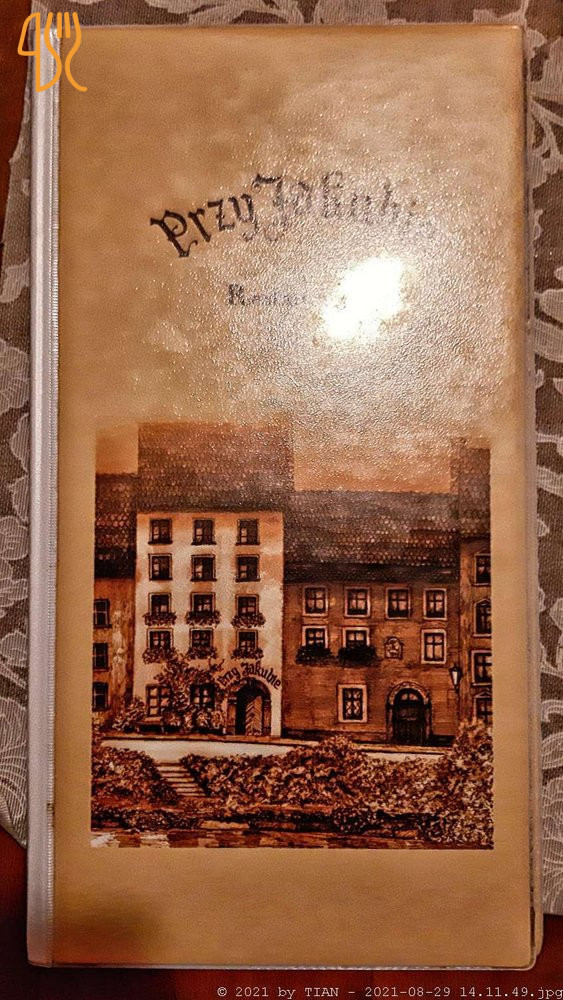 Przy Jakubie
Przy Jakubie
© 2021 by TIAN - 2021-08-29 14.11.49.jpg